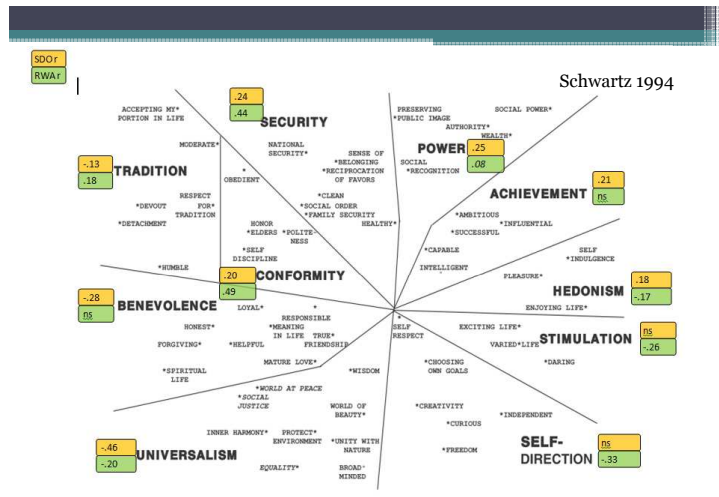 SDOr
RWAr
Schwartz 1994
.24
.44
SECURITY
ACCEPTING MY*
PORTION IN LIFE
MODERATE*
NATIONAL
SECURITY*
*
OBEDIENT
SENSE OF
*BELONGING
*RECIPROCATION
OF FAVORS
*CLEAN
*SOCIAL ORDER
*FAMILY SECURITY
HEALTHY*
PRESERVING
*PUBLIC IMAGE
SOCIAL POWER*
AUTHORITY*
WEALTH*
POWER
.25
.08
SOCIAL
*RECOGNITION
-.13
.18
TRADITION
RESPECT
*DEVOUT FOR*
TRADITION
*DETACHMENT
HONOR
*ELDERS *POLITE-
NESS
*SELF
DISCIPLINE
*HUMBLE
ACHIEVEMENT
.21
ns
*AMBITIOUS
*INFLUENTIAL
*SUCCESSFUL
*CAPABLE
INTELLIGENT
*
SELF
*INDULGENCE
PLEASURE*
.20
.49
CONFORMITY
HEDONISM
.18
-.17
ENJOYING LIFE*
-.28
ns
BENEVOLENCE
LOYAL*
*
RESPONSIBLE
HONEST*
*MEANING
IN LIFE
TRUE*
FRIENDSHIP
FORGIVING*
*HELPFUL
MATURE LOVE*
*SPIRITUAL
LIFE
*
SELF
RESPECT
EXCITING LIFE*
VARIED*LIFE
STIMULATION
ns
-.26
*DARING
*CHOOSING
OWN GOALS
*WISDOM
*WORLD AT PEACE
*SOCIAL
JUSTICE
WORLD OF
BEAUTY*
*CREATIVITY
*CURIOUS
*INDEPENDENT
*FREEDOM
INNER HARMONY*
PROTECT*
ENVIRONMENT
*UNITY WITH
NATURE
-.46
-.20
UNIVERSALISM
EQUALITY*
BROAD*
MINDED
SELF-
DIRECTION
ns
-.33